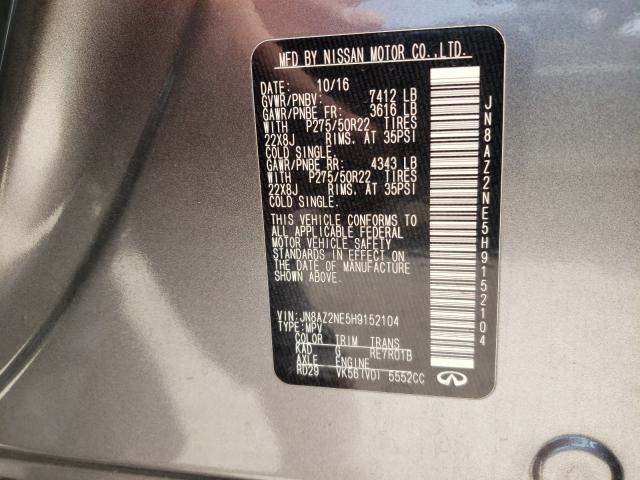 MFD BY NISSAN MOTOR CO.,LTD.
DATE: 10/16
GVWR/PNBV: 7412 LB
GAWR/PNBE FR: 3616 LB
WITH P275/50R22 TIRES
22X8J RIMS, AT 35PSI
COLD SINGLE.
GAWR/PNBE RR: 4343 LB
WITH P275/50R22 TIRES
22X8J RIMS, AT 35PSI
COLD SINGLE.
THIS VEHICLE CONFORMS TO
ALL APPLICABLE FEDERAL
MOTOR VEHICLE SAFETY
STANDARDS IN EFFECT ON
THE DATE OF MANUFACTURE
SHOWN ABOVE.
VIN:JN8AZ2NE5H9152104
TYPE:MPV
COLOR TRIM TRANS
KAD G RE7R01B
AXLE ENGINE
RD29 VK56(VD) 5552CC
JN8AZ2NE5H9152104
INFINITI